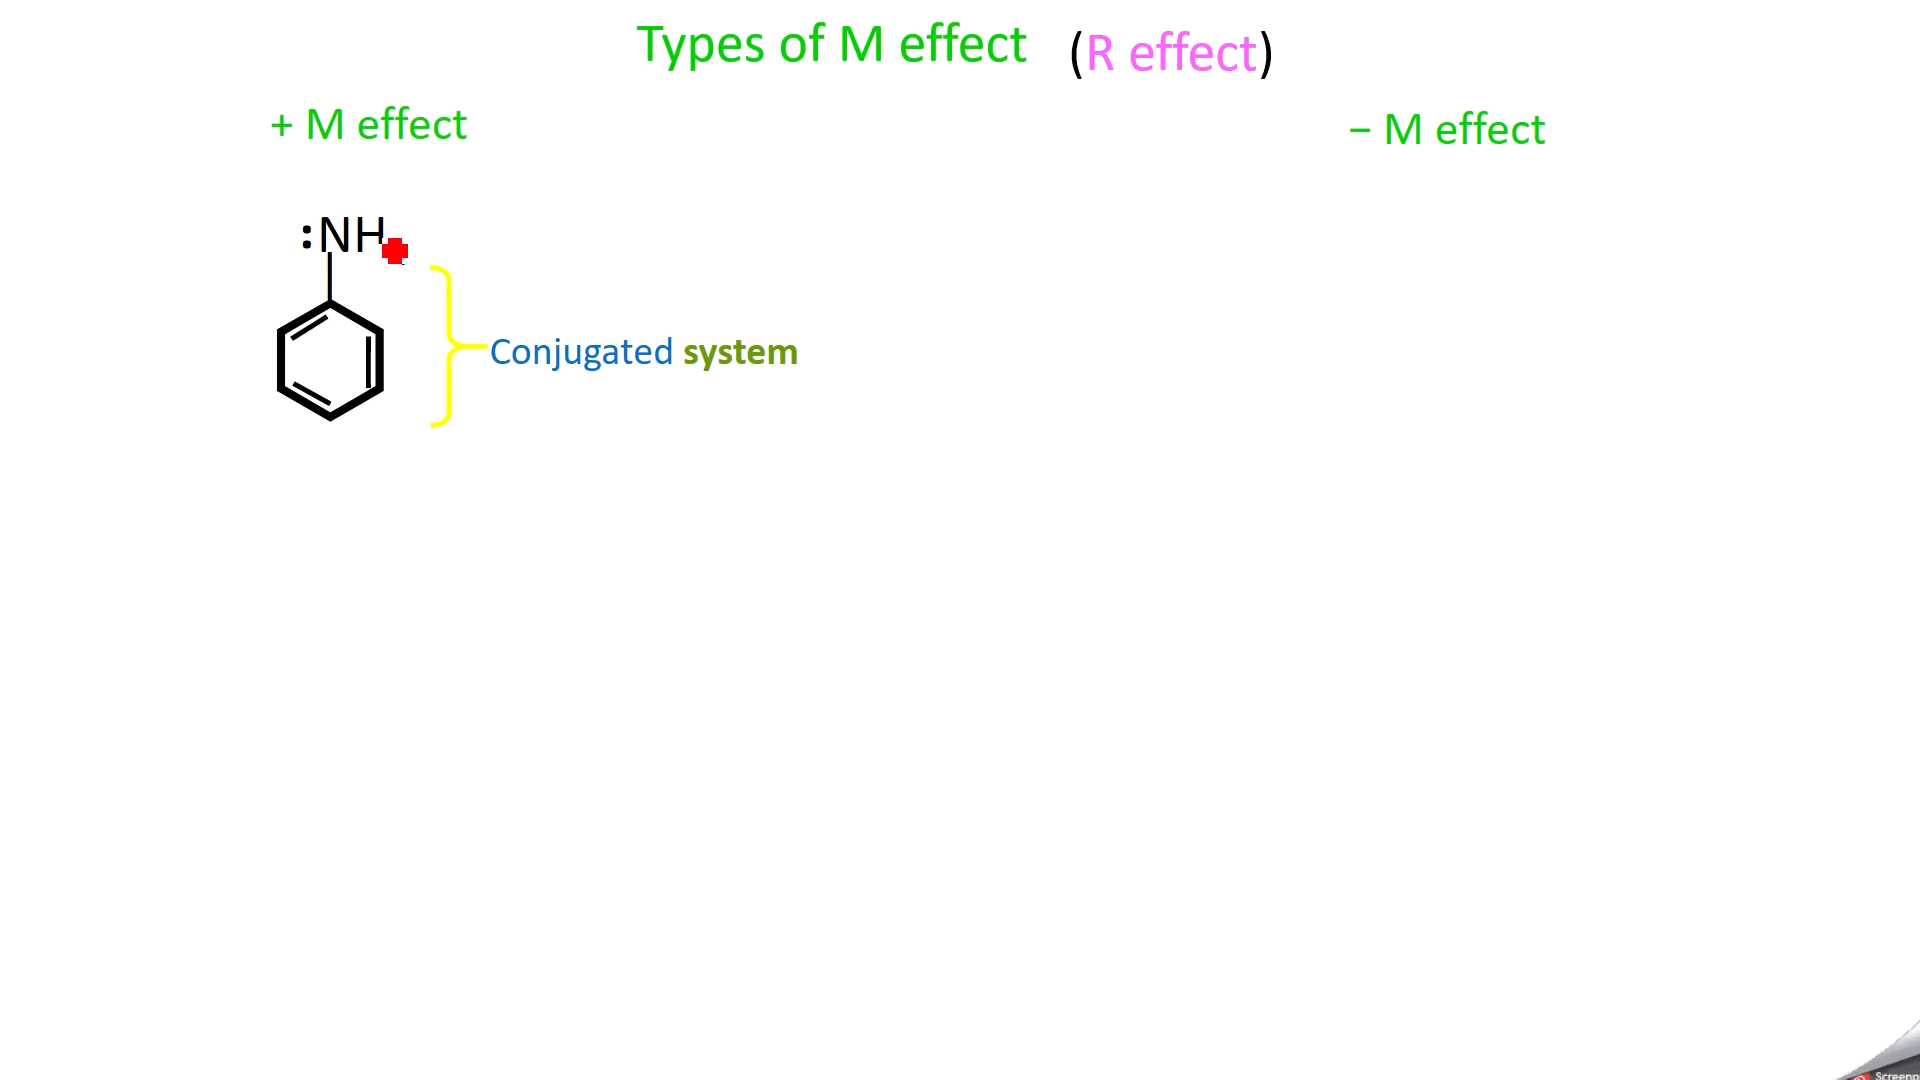 Types of M effect (R effect)
+ M effect
− M effect
:NH
Conjugated system